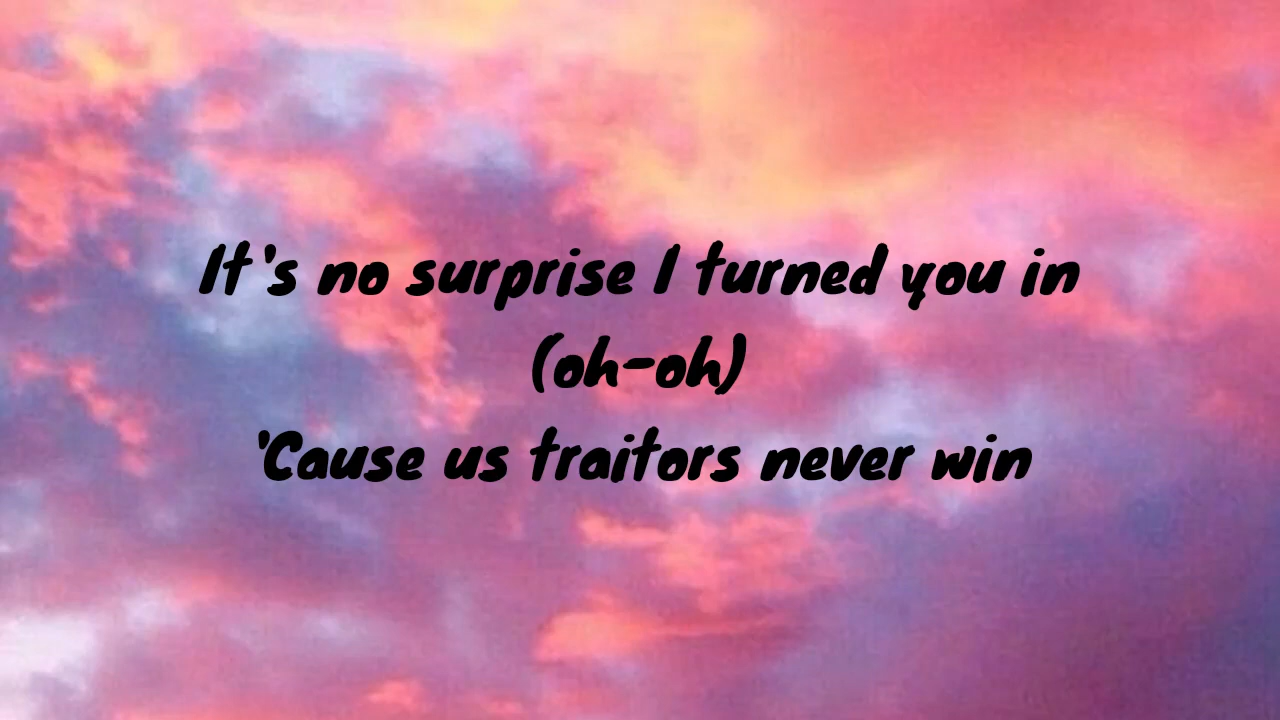 It's no surprise I turned you in
(oh-oh)
'Cause us traitors never win